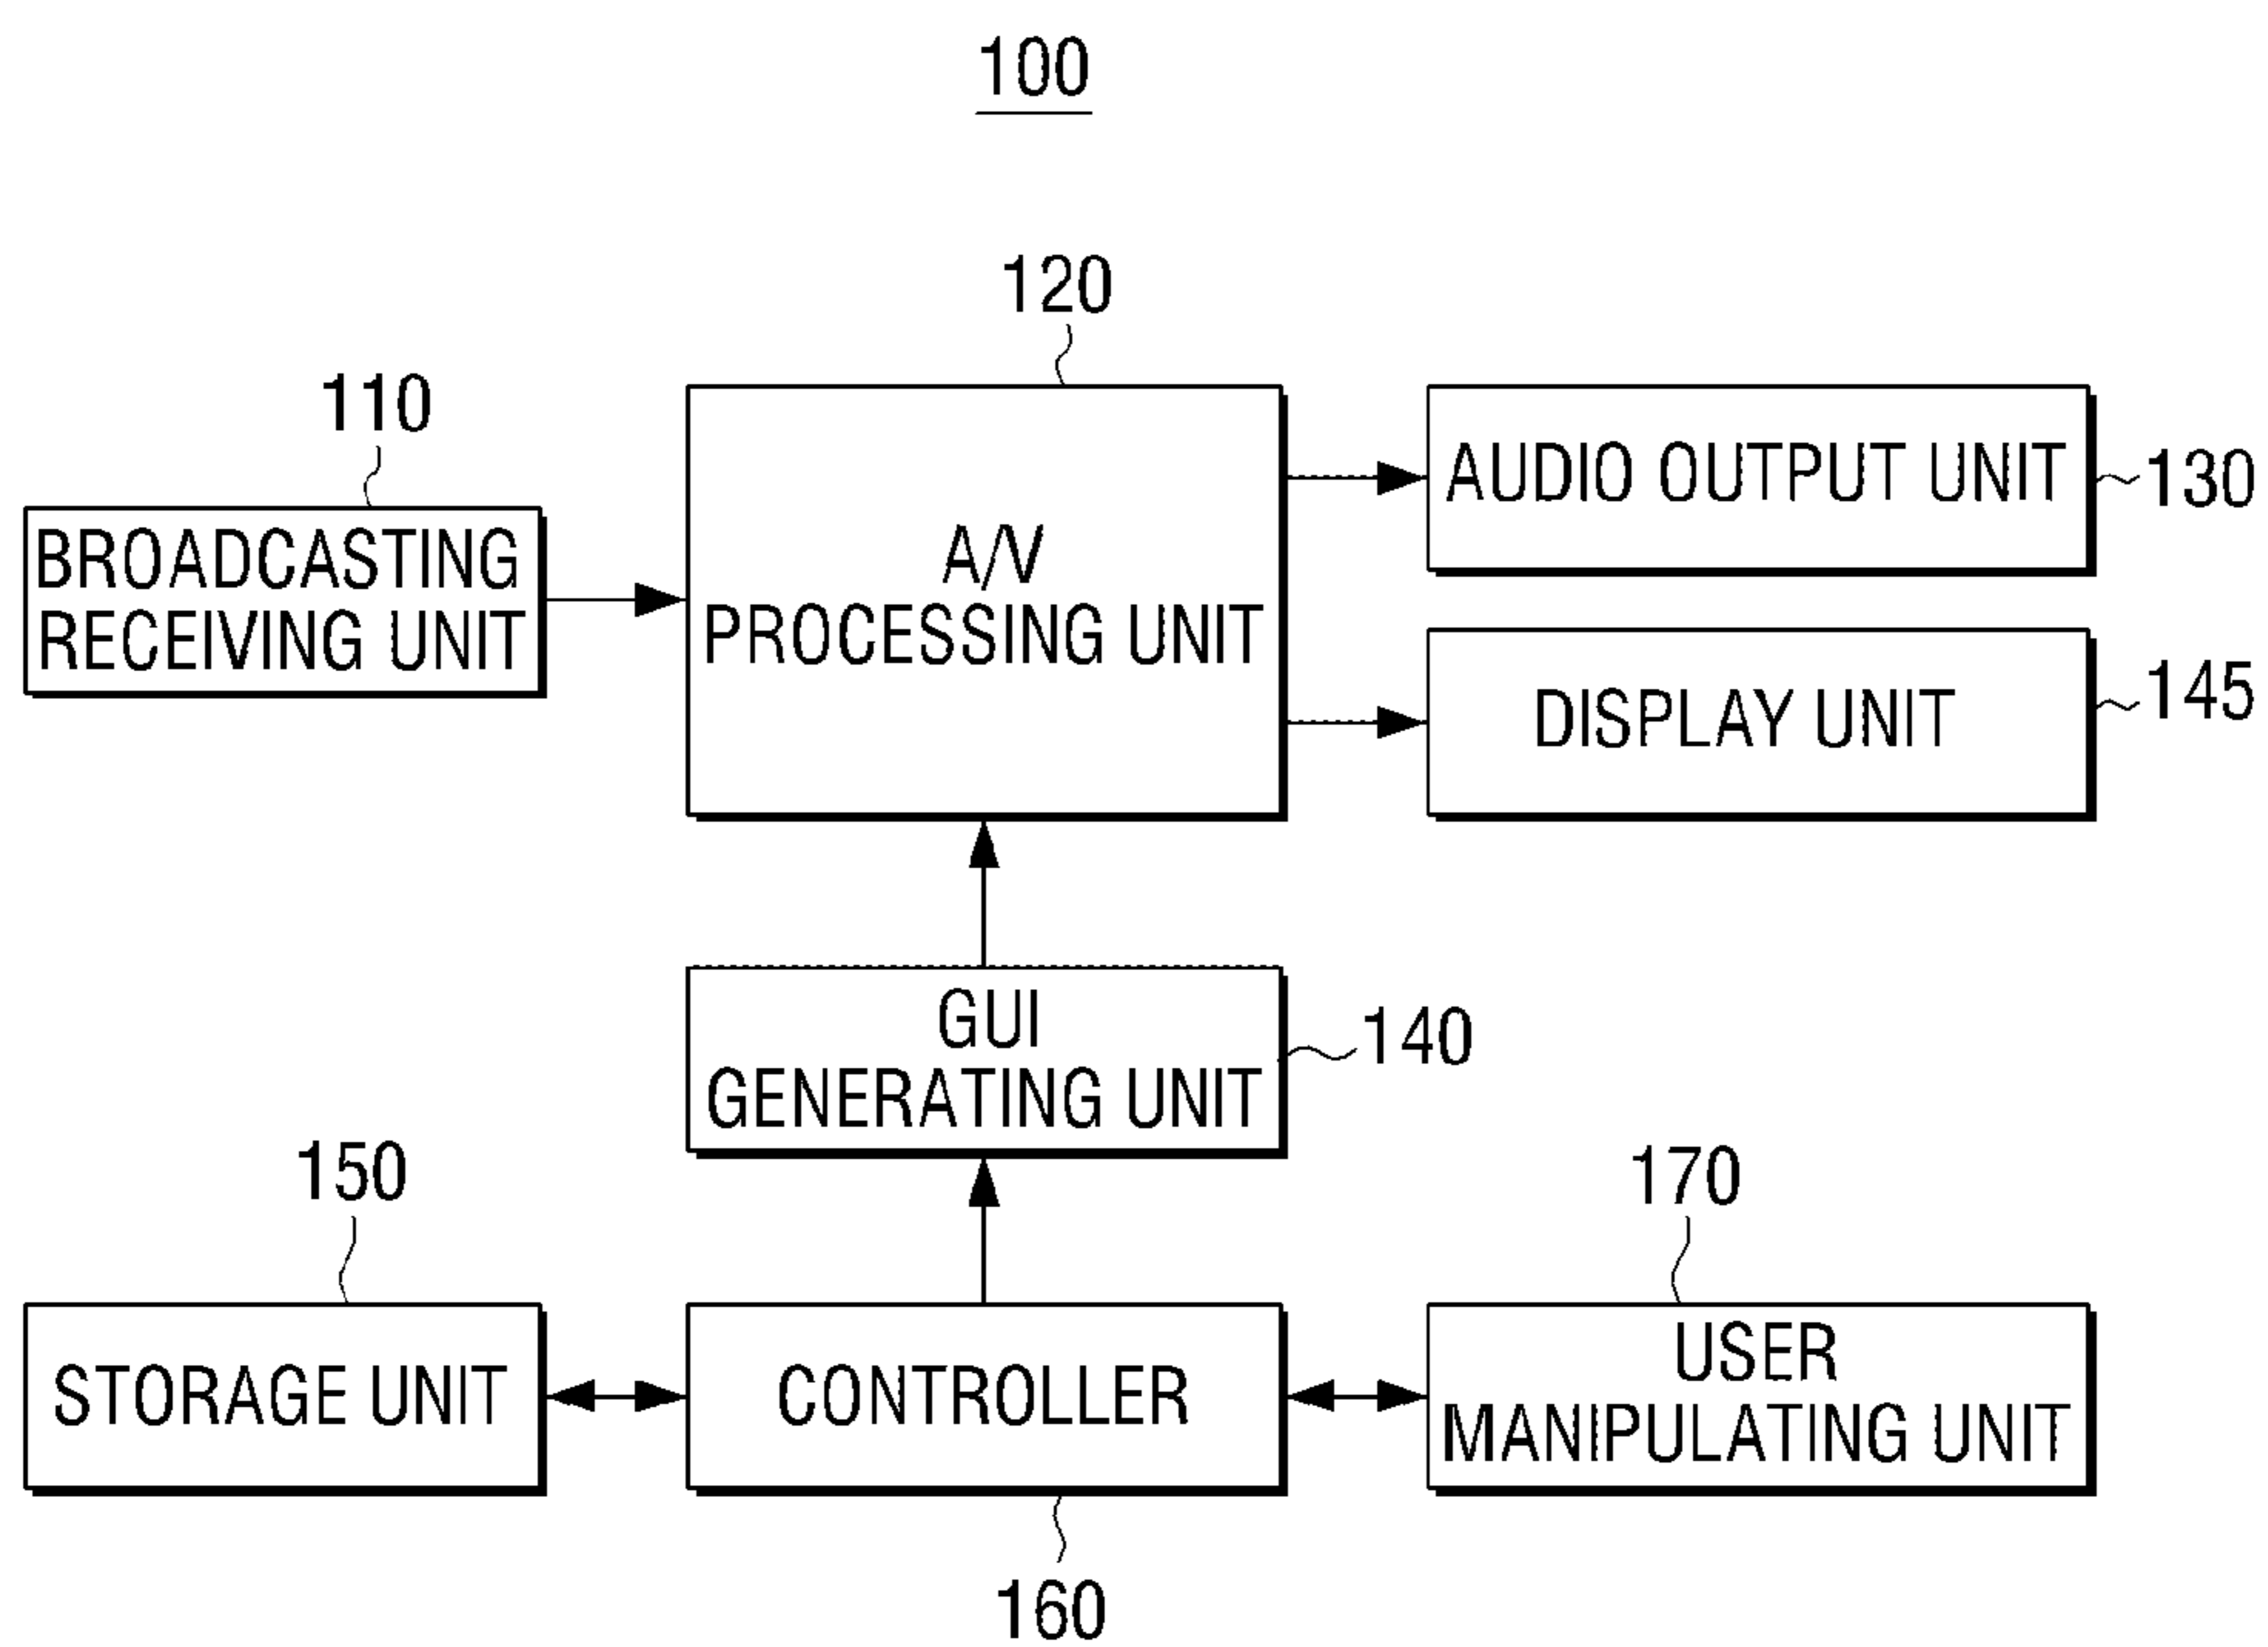 100
120
110
BROADCASTING
RECEIVING UNIT
A/V
PROCESSING UNIT
AUDIO OUTPUT UNIT
130
DISPLAY UNIT
145
GUI
GENERATING UNIT
140
150
170
STORAGE UNIT
CONTROLLER
USER
MANIPULATING UNIT
160